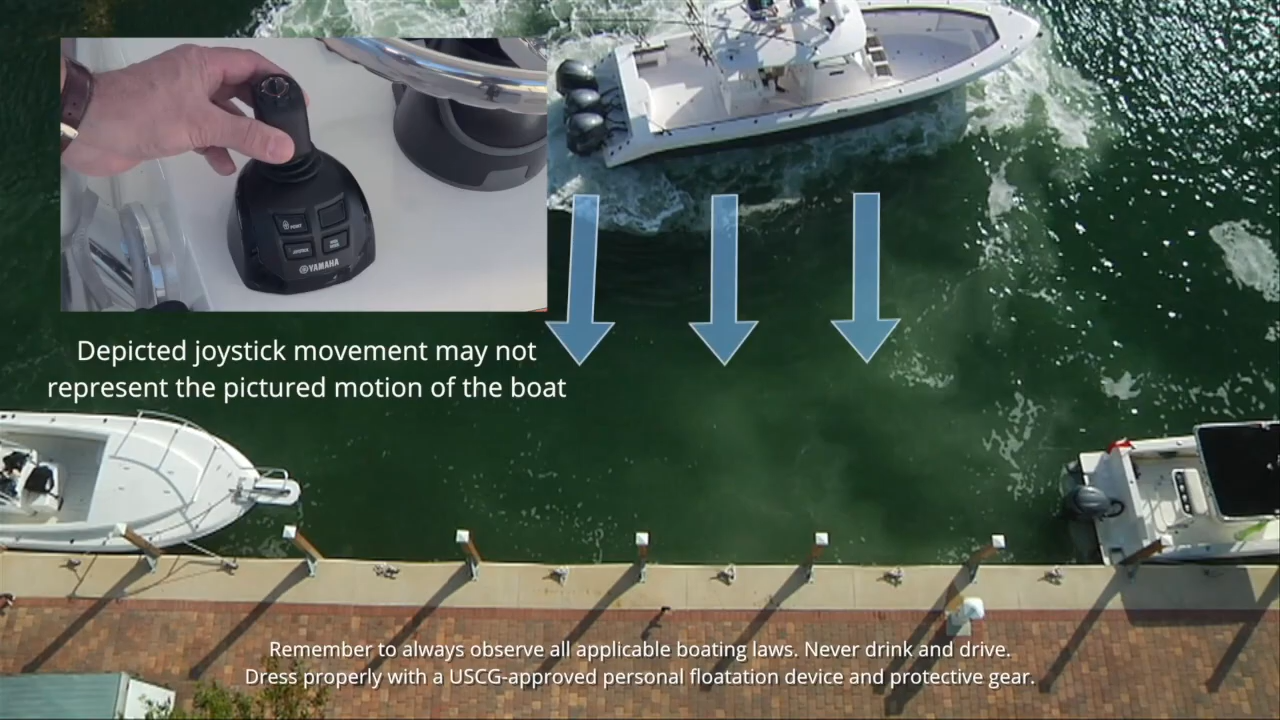 YAMAHA
Depicted joystick movement may not
represent the pictured motion of the boat
Remember to always observe all applicable boating laws. Never drink and drive.
Dress properly with a USCG-approved personal floatation device and protective gear.